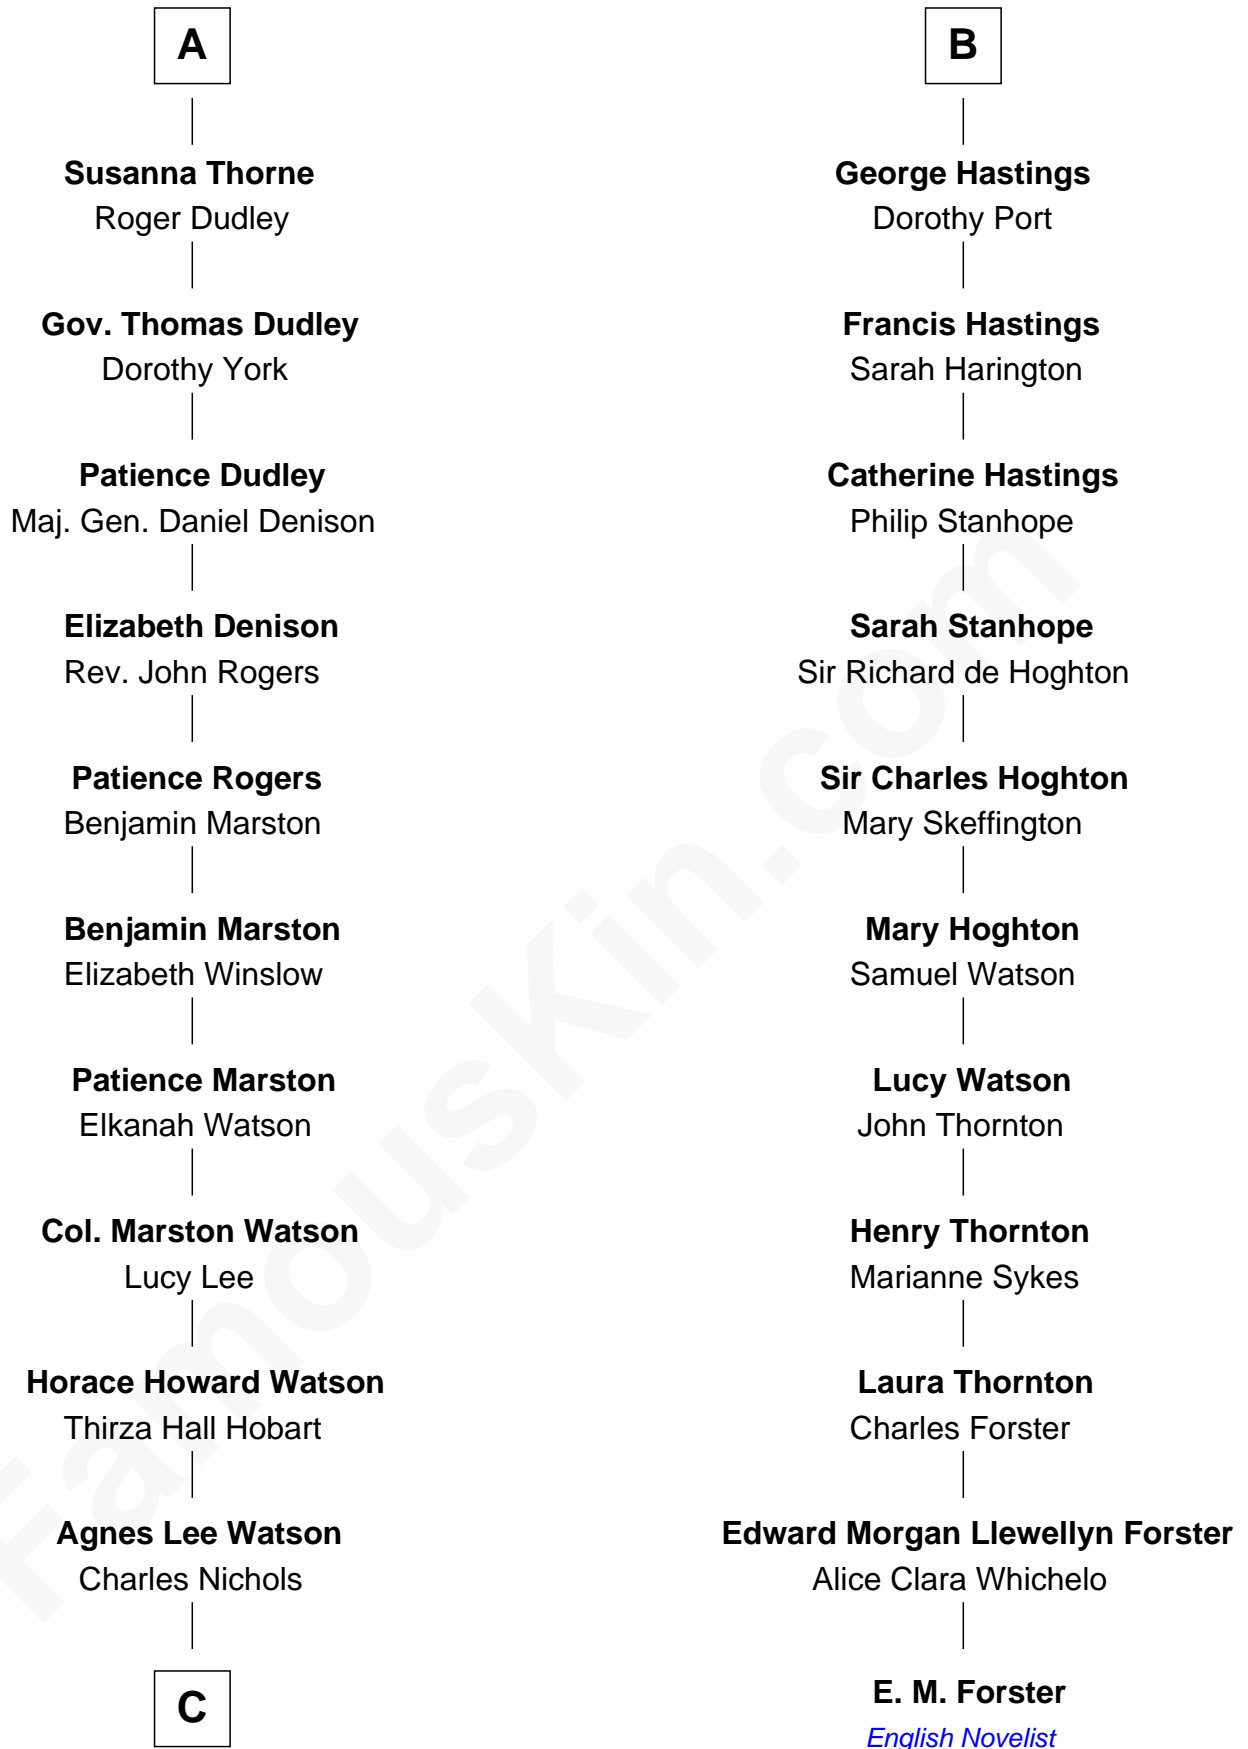 A
Susanna Thorne
Roger Dudley
Gov. Thomas Dudley
Dorothy York
Patience Dudley
Maj. Gen. Daniel Denison
Elizabeth Denison
Rev. John Rogers
Patience Rogers
Benjamin Marston
Benjamin Marston
Elizabeth Winslow
Patience Marston
Elkanah Watson
Col. Marston Watson
Lucy Lee
Horace Howard Watson
Thirza Hall Hobart
Agnes Lee Watson
Charles Nichols
C
B
George Hastings
Dorothy Port
Francis Hastings
Sarah Harington
Catherine Hastings
Philip Stanhope
Sarah Stanhope
Sir Richard de Hoghton
Sir Charles Hoghton
Mary Skeffington
Mary Hoghton
Samuel Watson
Lucy Watson
John Thornton
Henry Thornton
Marianne Sykes
Laura Thornton
Charles Forster
Edward Morgan Llewellyn Forster
Alice Clara Whichelo
E. M. Forster
English Novelist
FamousKin.com